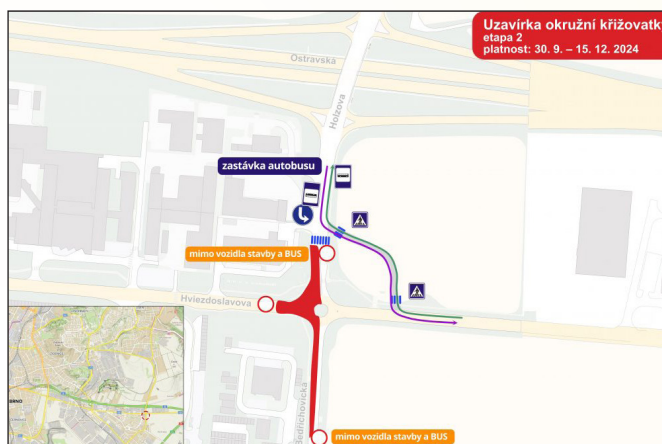 Uzavírka okružní křižovatk
etapa 2
platnost: 30. 9. – 15. 12. 2024
Ostravská
Holzova
zastávka autobusu
mimo vozidla stavby a BUS
Hviezdoslavova
Bedřichovická
BRNO
mimo vozidla stavby a BUS